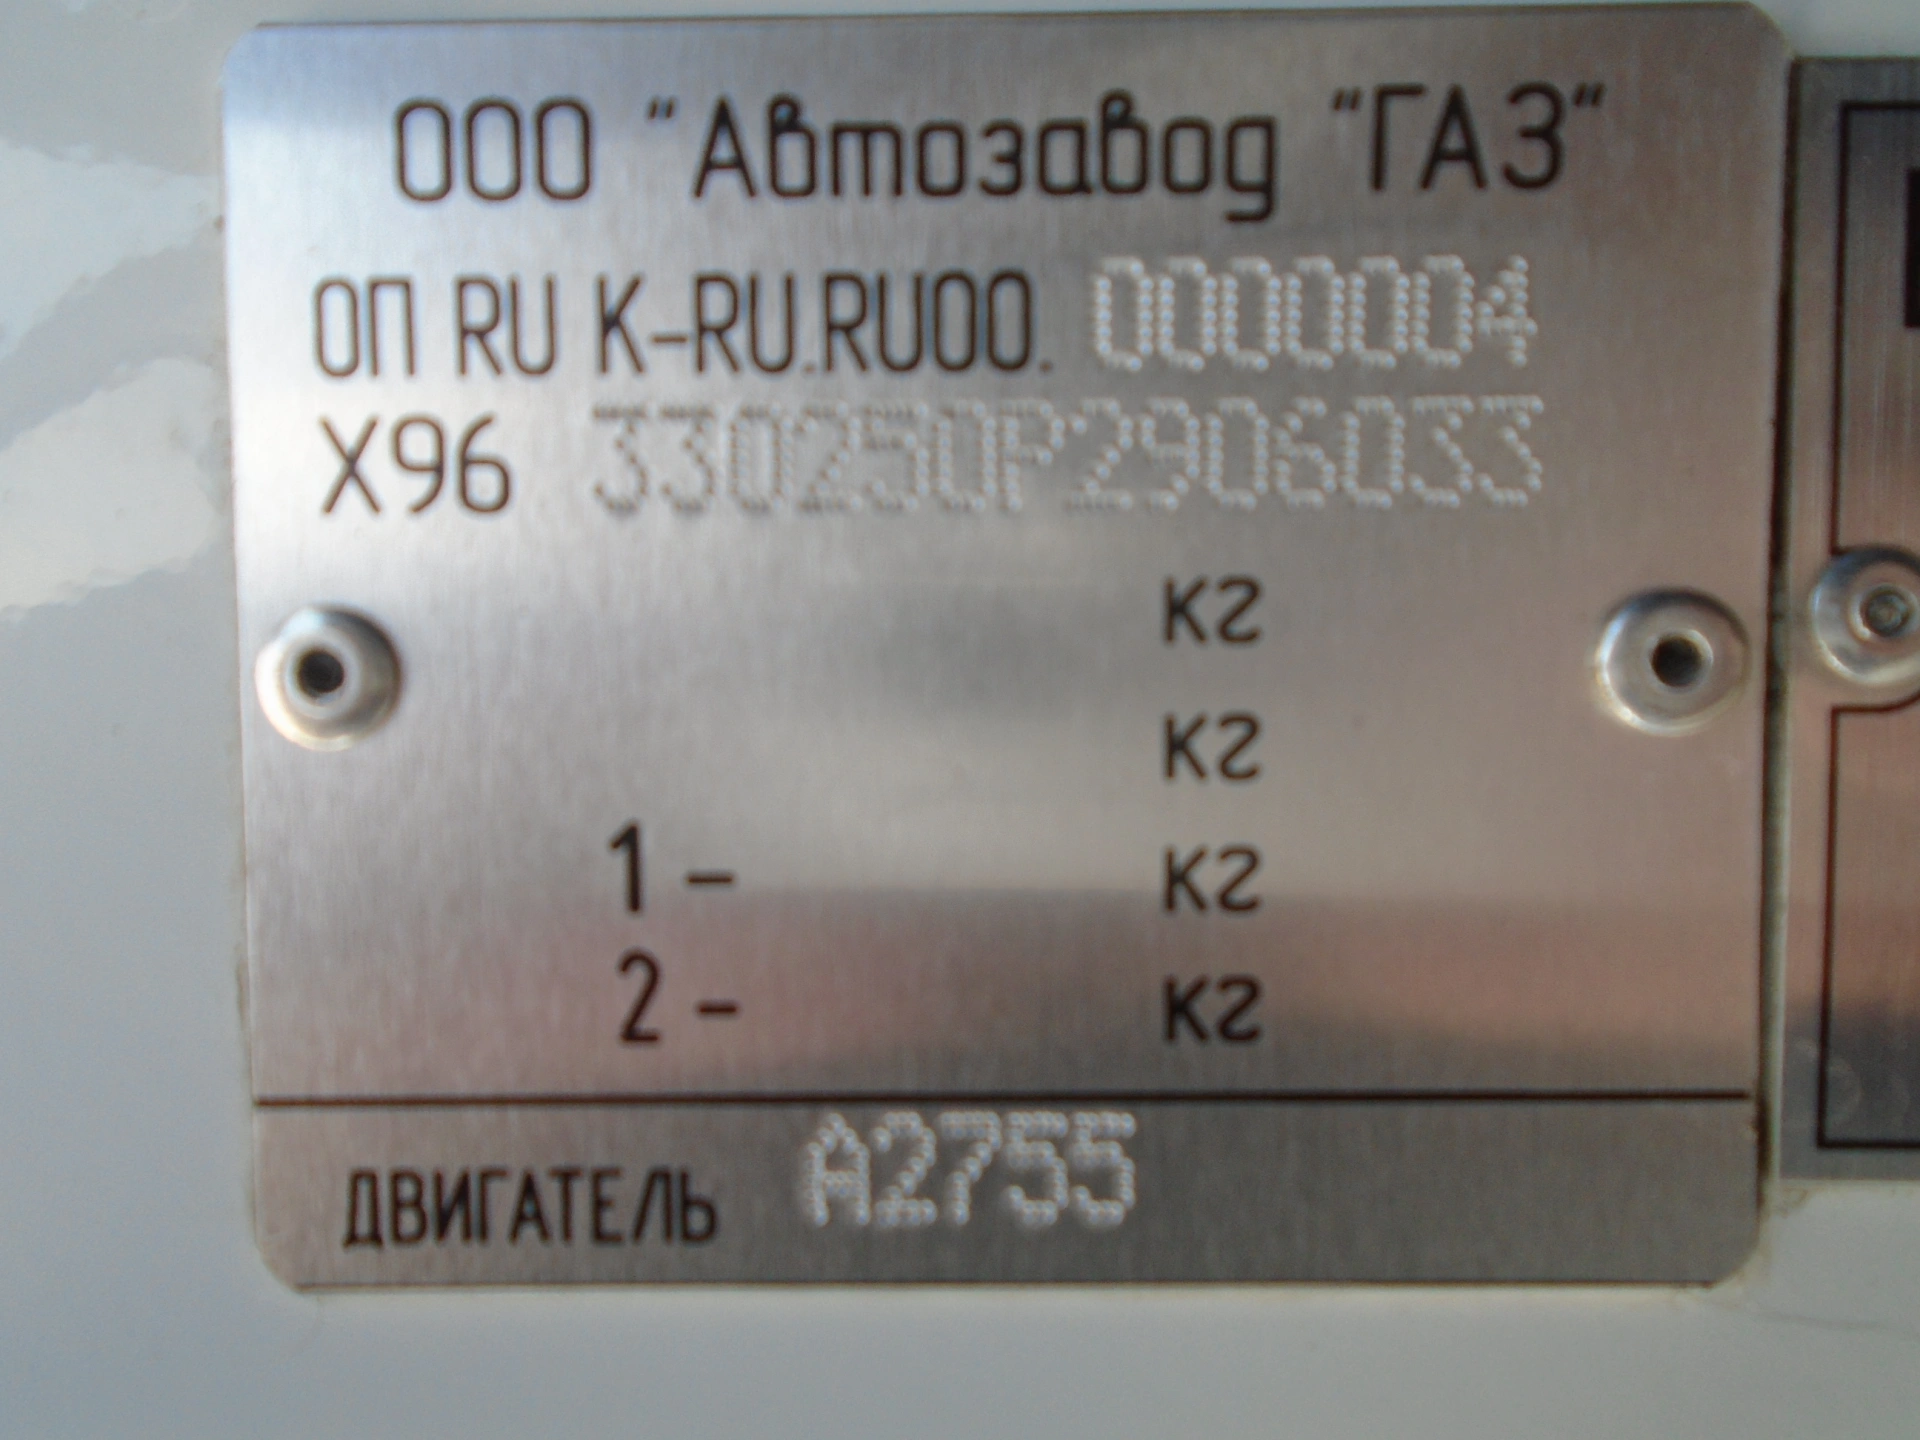 ООО "Автозавод "ГАЗ"
ОП RU К-RU.RU00. 0000004
X96 330250P2906033
кг
кг
1 - кг
2 - кг
ДВИГАТЕЛЬ A2755